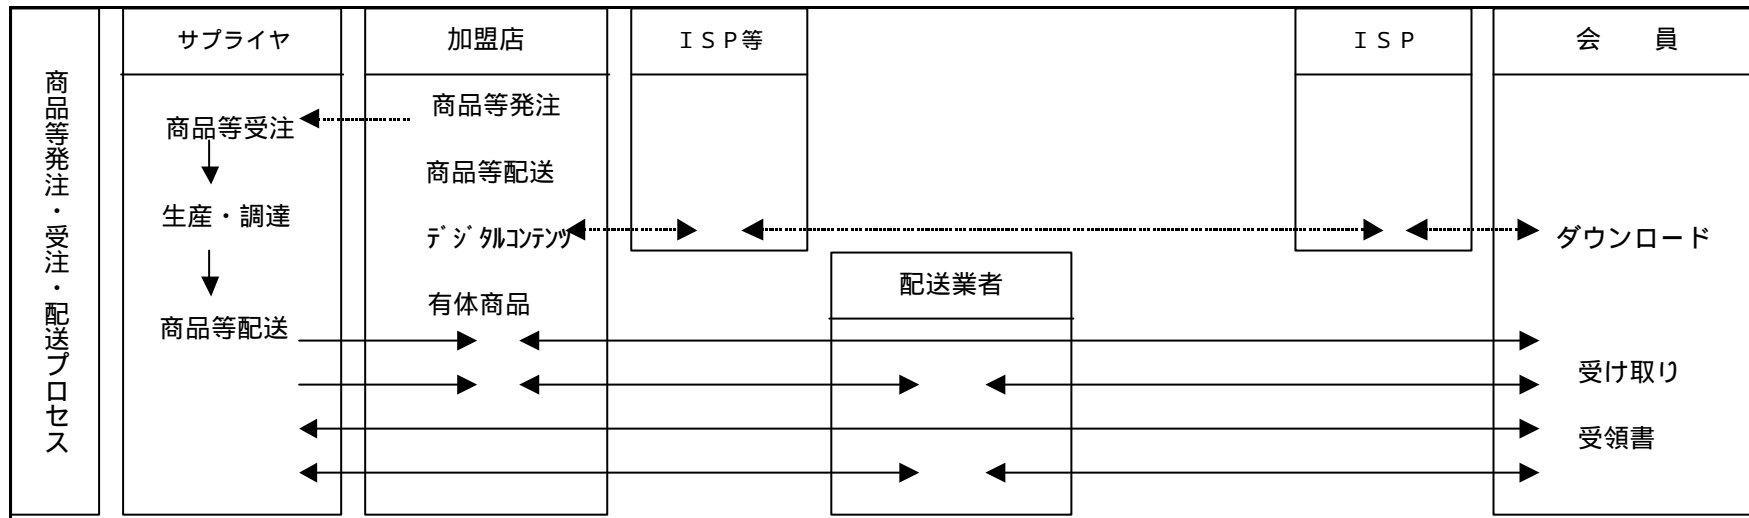 商品等発注・受注・配送プロセス
サプライヤ
加盟店
ＩＳＰ等
ＩＳＰ
会　員
商品等発注
商品等受注
商品等配送
生産・調達
ﾃﾞｼﾞﾀﾙｺﾝﾃﾝﾂ
ダウンロード
配送業者
有体商品
商品等配送
受け取り
受領書